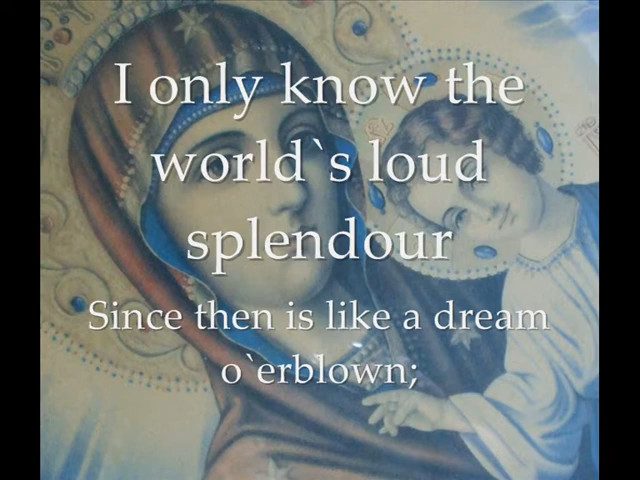 I only know the
world`s loud
splendour
Since then is like a dream
o`erblown;